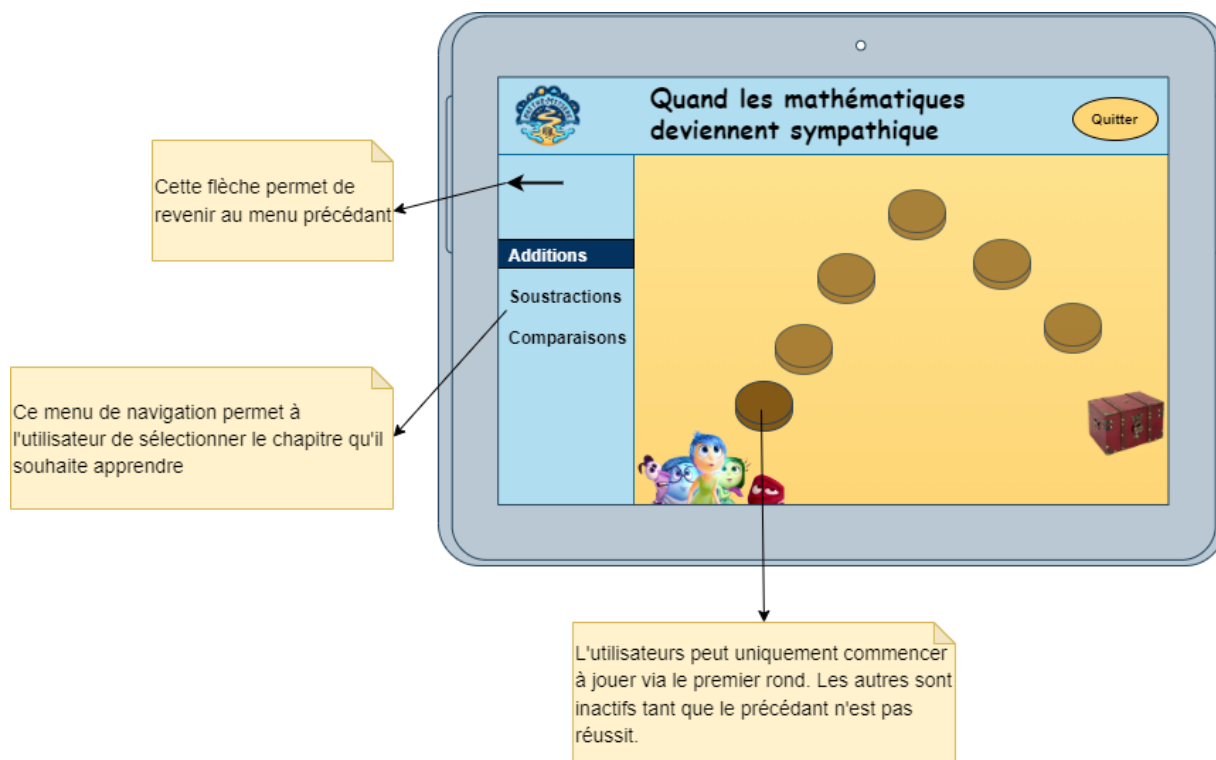 Quand les mathématiques
deviennent sympathique
Quitter
Cette flèche permet de
revenir au menu précédant
Additions
Soustractions
Comparaisons
Ce menu de navigation permet à
l'utilisateur de sélectionner le chapitre qu'il
souhaite apprendre
L'utilisateurs peut uniquement commencer
à jouer via le premier rond. Les autres sont
inactifs tant que le précédant n'est pas
réussit.